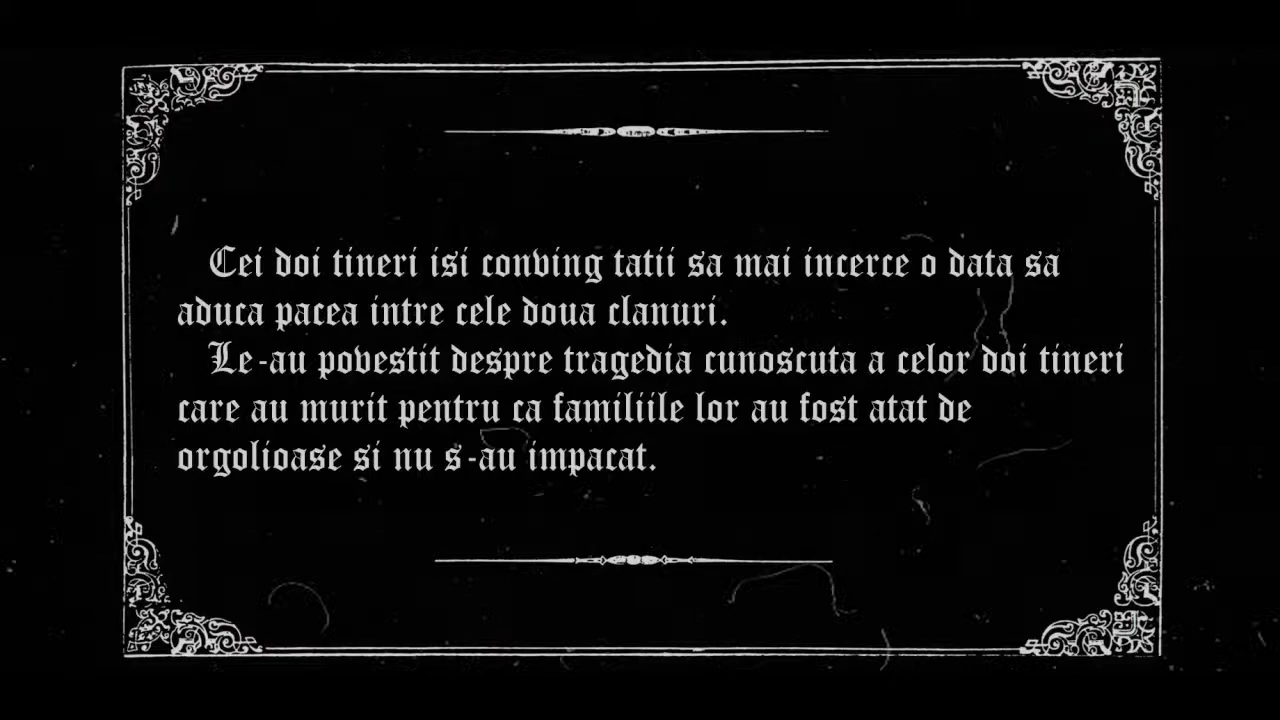 Cei doi tineri isi conving tatii sa mai incerce o data sa
aduca pacea intre cele doua clanuri.
Le-au povestit despre tragedia cunoscuta a celor doi tineri
care au murit pentru ca familiile lor au fost atat de
orgolioase si nu s-au impacat.